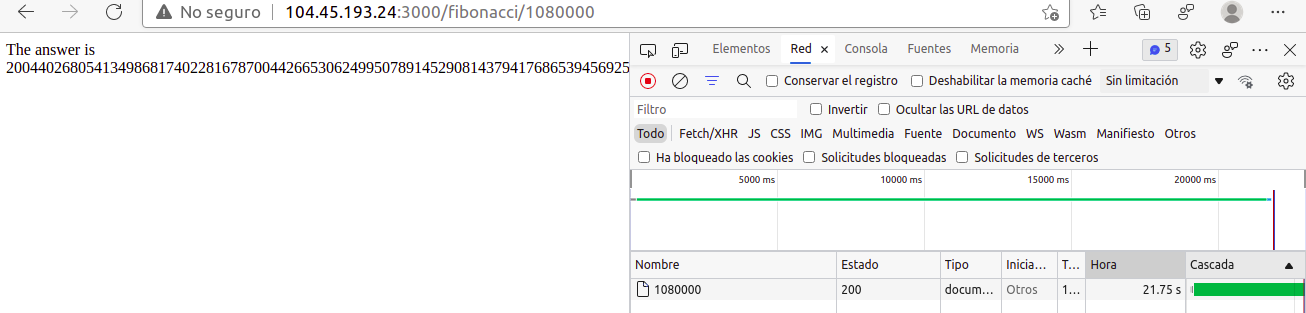 No seguro 104.45.193.24:3000/fibonacci/1080000
The answer is
200440268054134986817402281678700442665306249950789145290814379417686539456925
Elementos Red Consola Fuentes Memoria 5
Conservar el registro Deshabilitar la memoria caché Sin limitación
Filtro Invertir Ocultar las URL de datos
Todo Fetch/XHR JS CSS IMG Multimedia Fuente Documento WS Wasm Manifiesto Otros
Ha bloqueado las cookies Solicitudes bloqueadas Solicitudes de terceros
5000 ms 10000 ms 15000 ms 20000 ms
Nombre Estado Tipo Inicia... T... Hora Cascada
1080000 200 docum... Otros 1... 21.75 s